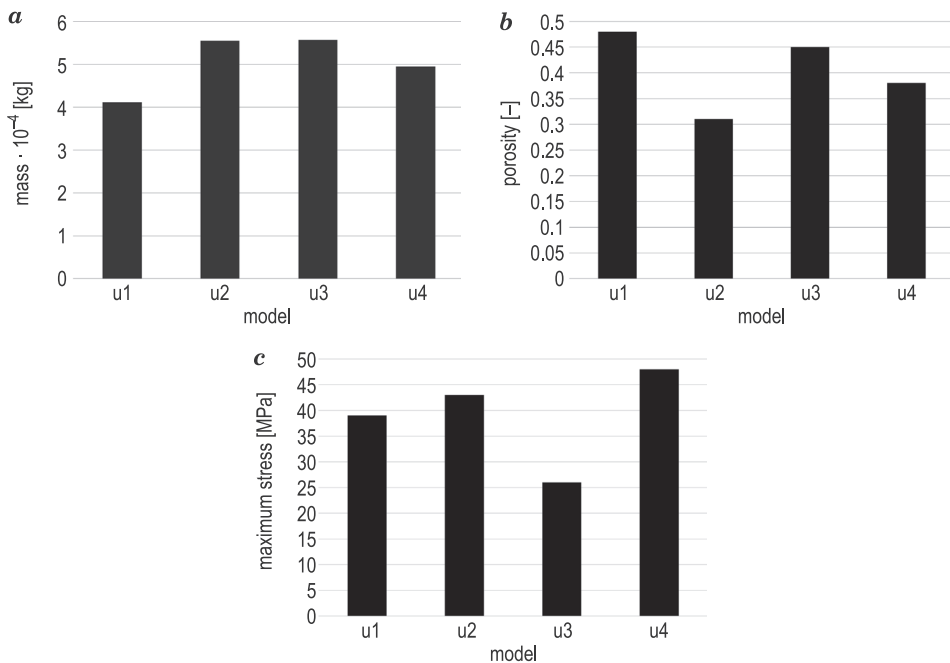 a
6
5
4
3
2
1
0
mass · 10⁻⁴ [kg]
u1 u2 u3 u4
model
b
0.5
0.45
0.4
0.35
0.3
0.25
0.2
0.15
0.1
0.05
0
porosity [–]
u1 u2 u3 u4
model
c
50
45
40
35
30
25
20
15
10
5
0
maximum stress [MPa]
u1 u2 u3 u4
model